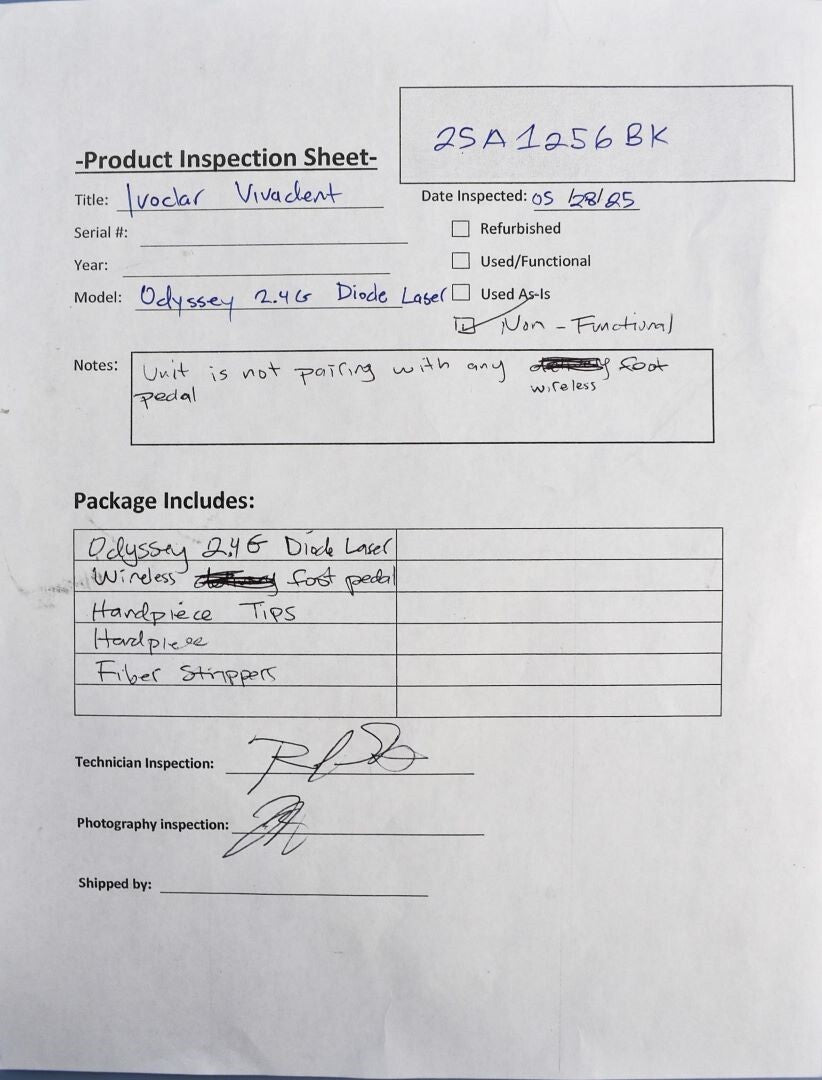 25A1256BK
-Product Inspection Sheet-
Title: Ivoclar Vivadent
Date Inspected: 05/28/25
Serial #:
Refurbished
Year:
Used/Functional
Model: Odyssey 2.4G Diode Laser
Used As-Is
Non-Functional
Notes: Unit is not pairing with any foot
wireless
pedal
Package Includes:
Odyssey 2.4G Diode Laser
Wireless foot pedal
Handpiece Tips
Handpiece
Fiber Strippers
Technician Inspection:
Photography inspection:
Shipped by: